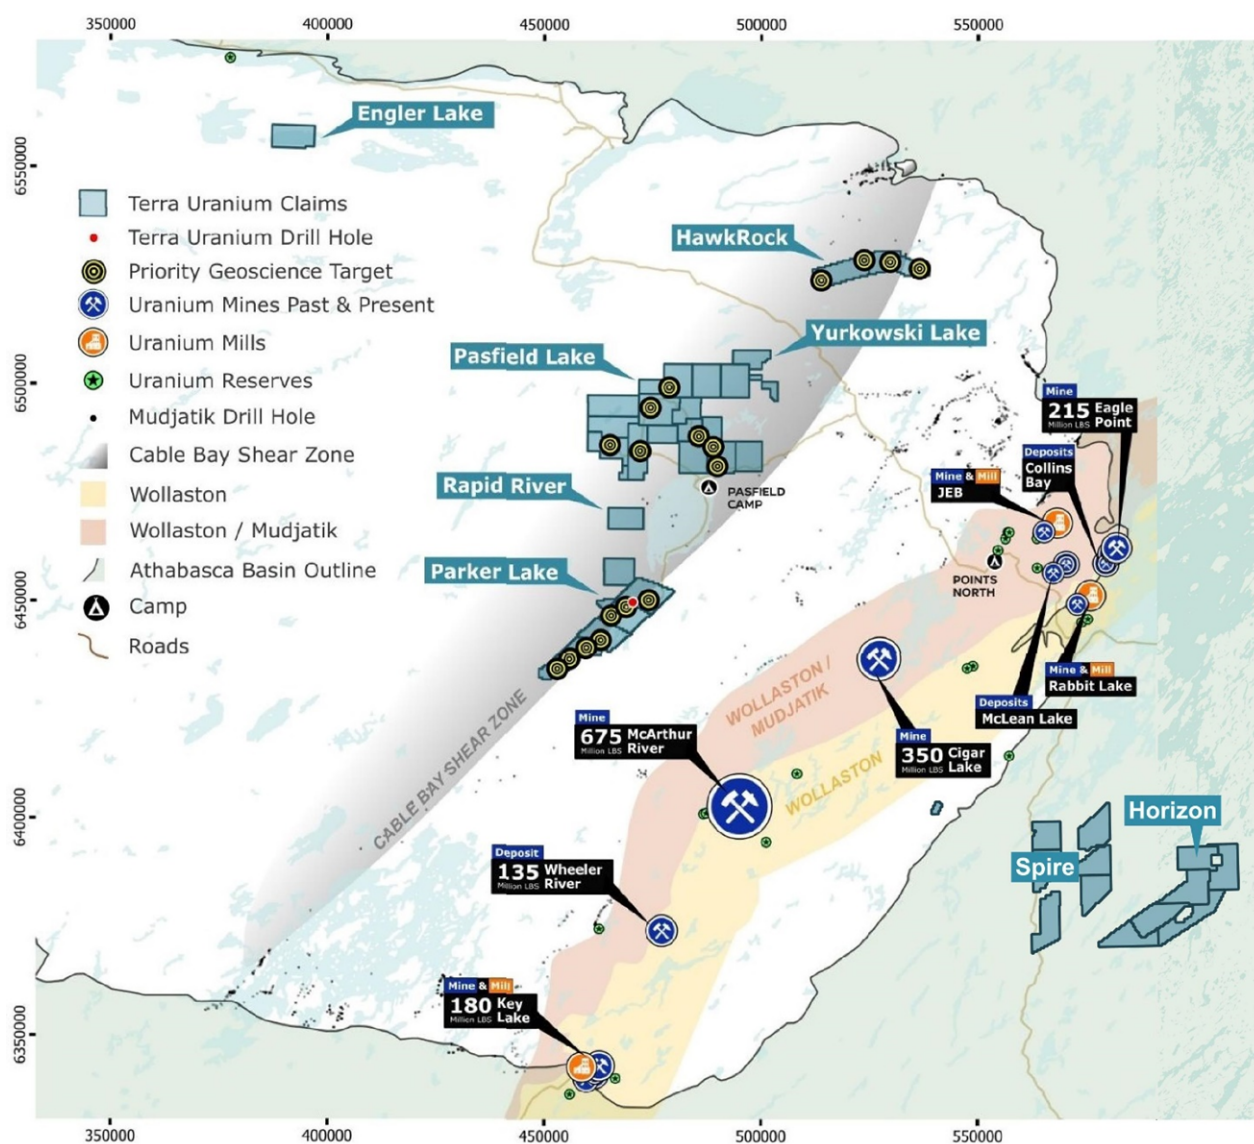 350000
400000
450000
500000
550000
6550000
6500000
6450000
6400000
6350000
Engler Lake
Terra Uranium Claims
Terra Uranium Drill Hole
Priority Geoscience Target
Uranium Mines Past & Present
Uranium Mills
Uranium Reserves
Mudjatik Drill Hole
Cable Bay Shear Zone
Wollaston
Wollaston / Mudjatik
Athabasca Basin Outline
Camp
Roads
HawkRock
Yurkowski Lake
Pasfield Lake
Rapid River
PASFIELD
CAMP
Parker Lake
Mine
215 Eagle
Million LBS Point
Deposits
Collins
Bay
Mine & Mill
JEB
POINTS
NORTH
Mine & Mill
Rabbit Lake
Deposits
McLean Lake
WOLLASTON /
MUDJATIK
WOLLASTON
CABLE BAY SHEAR ZONE
Mine
675 McArthur
Million LBS River
Mine
350 Cigar
Million LBS Lake
Deposit
135 Wheeler
Million LBS River
Mine & Mill
180 Key
Million LBS Lake
Horizon
Spire
350000
400000
450000
500000
550000